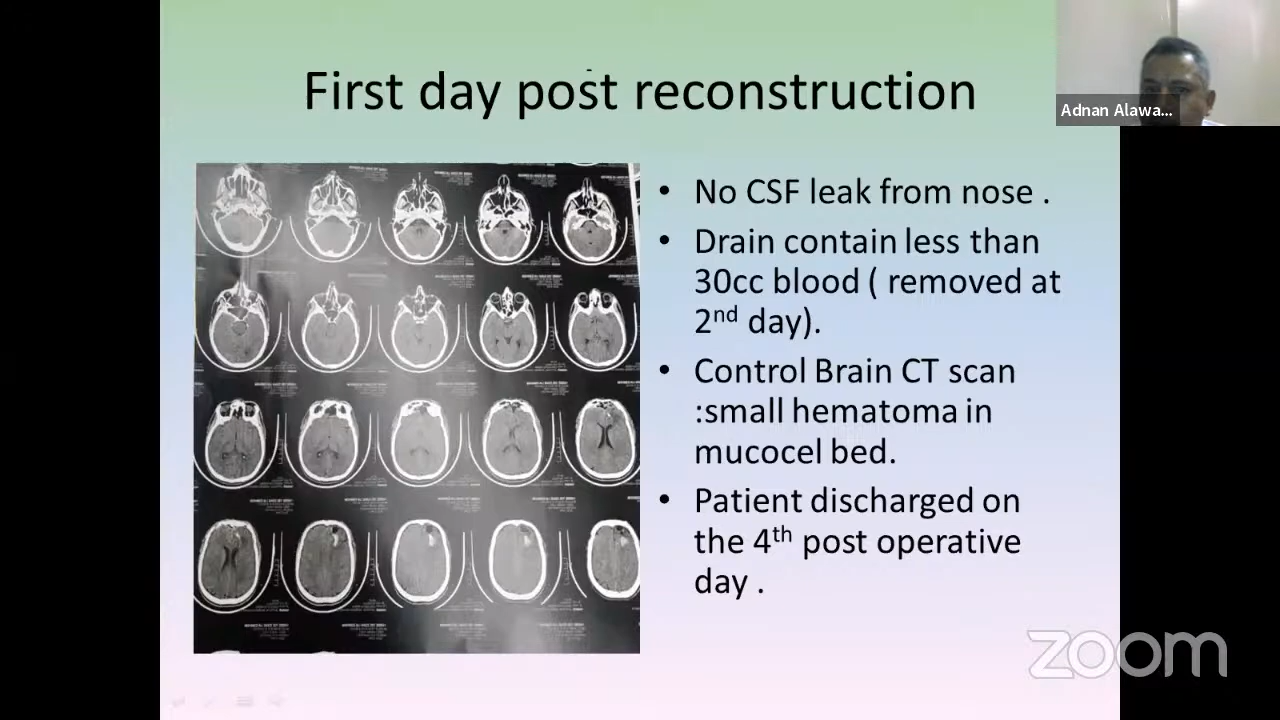 First day post reconstruction
Adnan Alawa...
• No CSF leak from nose .
• Drain contain less than
30cc blood ( removed at
2nd day).
• Control Brain CT scan
:small hematoma in
mucocel bed.
• Patient discharged on
the 4th post operative
day .
zoom